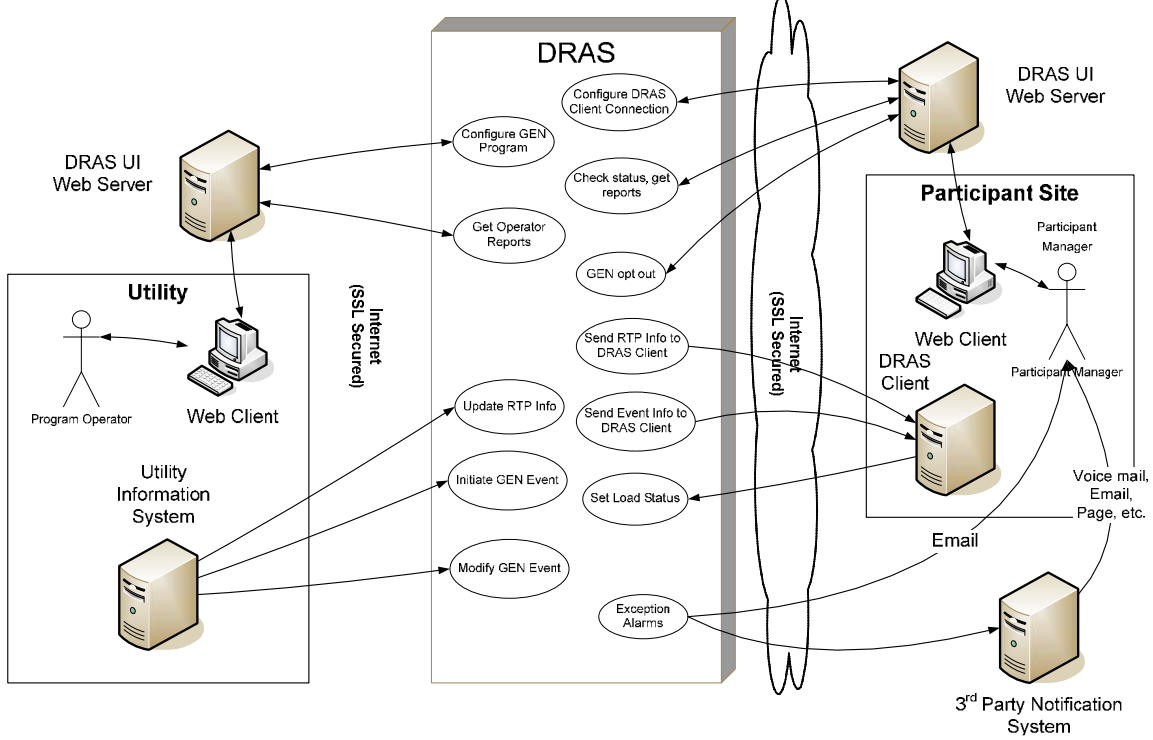 DRAS
DRAS UI
Web Server
Configure DRAS
Client Connection
Configure GEN
Program
Check status, get
reports
Get Operator
Reports
GEN opt out
Send RTP Info to
DRAS Client
Update RTP Info
Send Event Info to
DRAS Client
Initiate GEN Event
Set Load Status
Modify GEN Event
Exception
Alarms
Internet
(SSL Secured)
Utility
Program Operator
Web Client
Utility
Information
System
Internet
(SSL Secured)
DRAS UI
Web Server
Participant Site
Participant
Manager
Web Client
Participant Manager
DRAS
Client
Voice mail,
Email,
Page, etc.
Email
3rd Party Notification
System